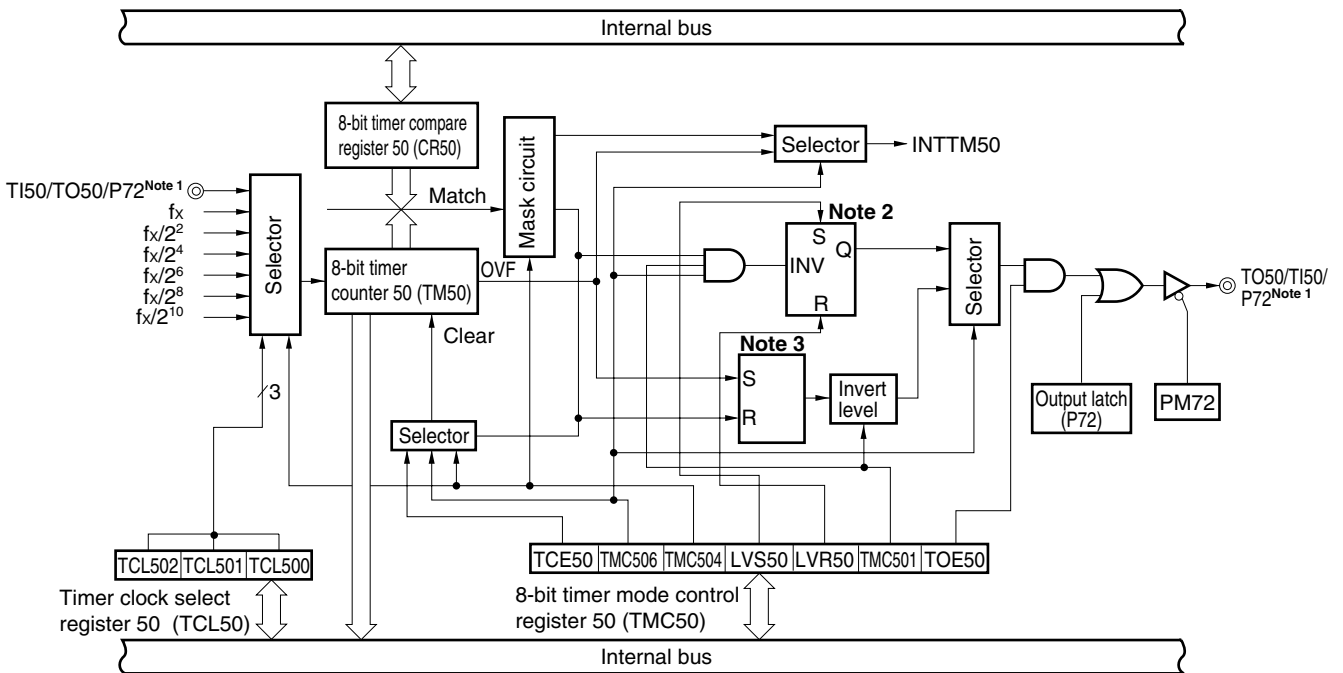 Internal bus
8-bit timer compare
register 50 (CR50)
Mask circuit
Selector
INTTM50
TI50/TO50/P72Note 1
fX
fX/2²
fX/2⁴
fX/2⁶
fX/2⁸
fX/2¹⁰
Selector
Match
8-bit timer
counter 50 (TM50)
OVF
Clear
Note 2
S
INV
Q
R
Selector
TO50/TI50/
P72Note 1
Note 3
S
R
Invert
level
Output latch
(P72)
PM72
3
Selector
TCL502 TCL501 TCL500
Timer clock select
register 50 (TCL50)
TCE50 TMC506 TMC504 LVS50 LVR50 TMC501 TOE50
8-bit timer mode control
register 50 (TMC50)
Internal bus